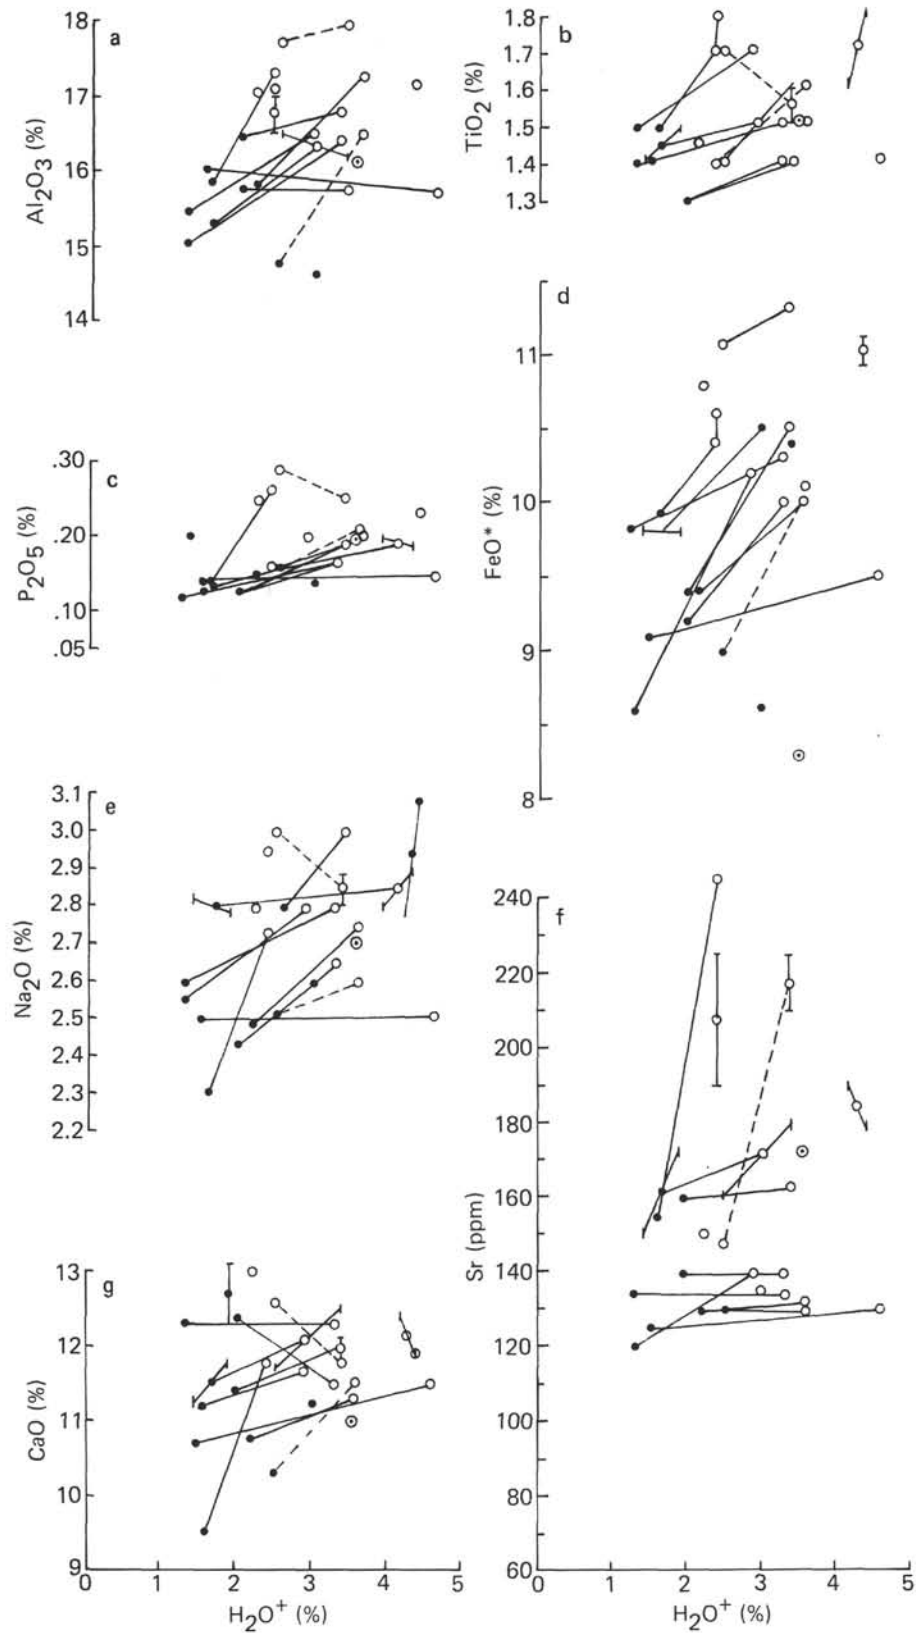 a
18
17
16
15
14
Al2O3 (%)
b
1.8
1.7
1.6
1.5
1.4
1.3
TiO2 (%)
c
.30
.20
.10
.05
P2O5 (%)
d
11
10
9
8
FeO* (%)
e
3.1
3.0
2.9
2.8
2.7
2.6
2.5
2.4
2.3
2.2
Na2O (%)
f
240
220
200
180
160
140
120
100
80
60
Sr (ppm)
0 1 2 3 4 5
H2O+ (%)
g
13
12
11
10
9
CaO (%)
0 1 2 3 4 5
H2O+ (%)